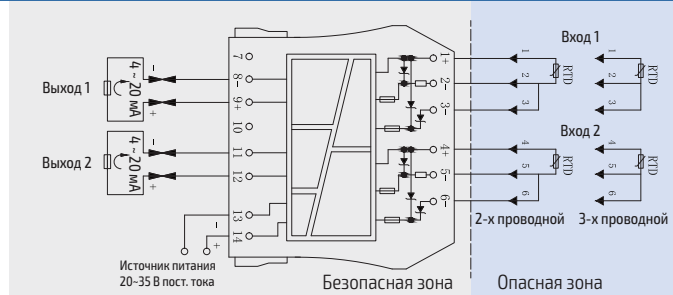 Выход 1
4 ~ 20 мА
-
+
Выход 2
4 ~ 20 мА
-
+
7
8-
9+
10
11
12
13
14
-
+
Источник питания
20~35 В пост. тока
Безопасная зона
1+
2-
3-
4+
5-
6-
Вход 1
1
2
3
RTD
1
2
3
RTD
Вход 2
4
5
6
RTD
4
5
6
RTD
2-х проводной
3-х проводной
Опасная зона